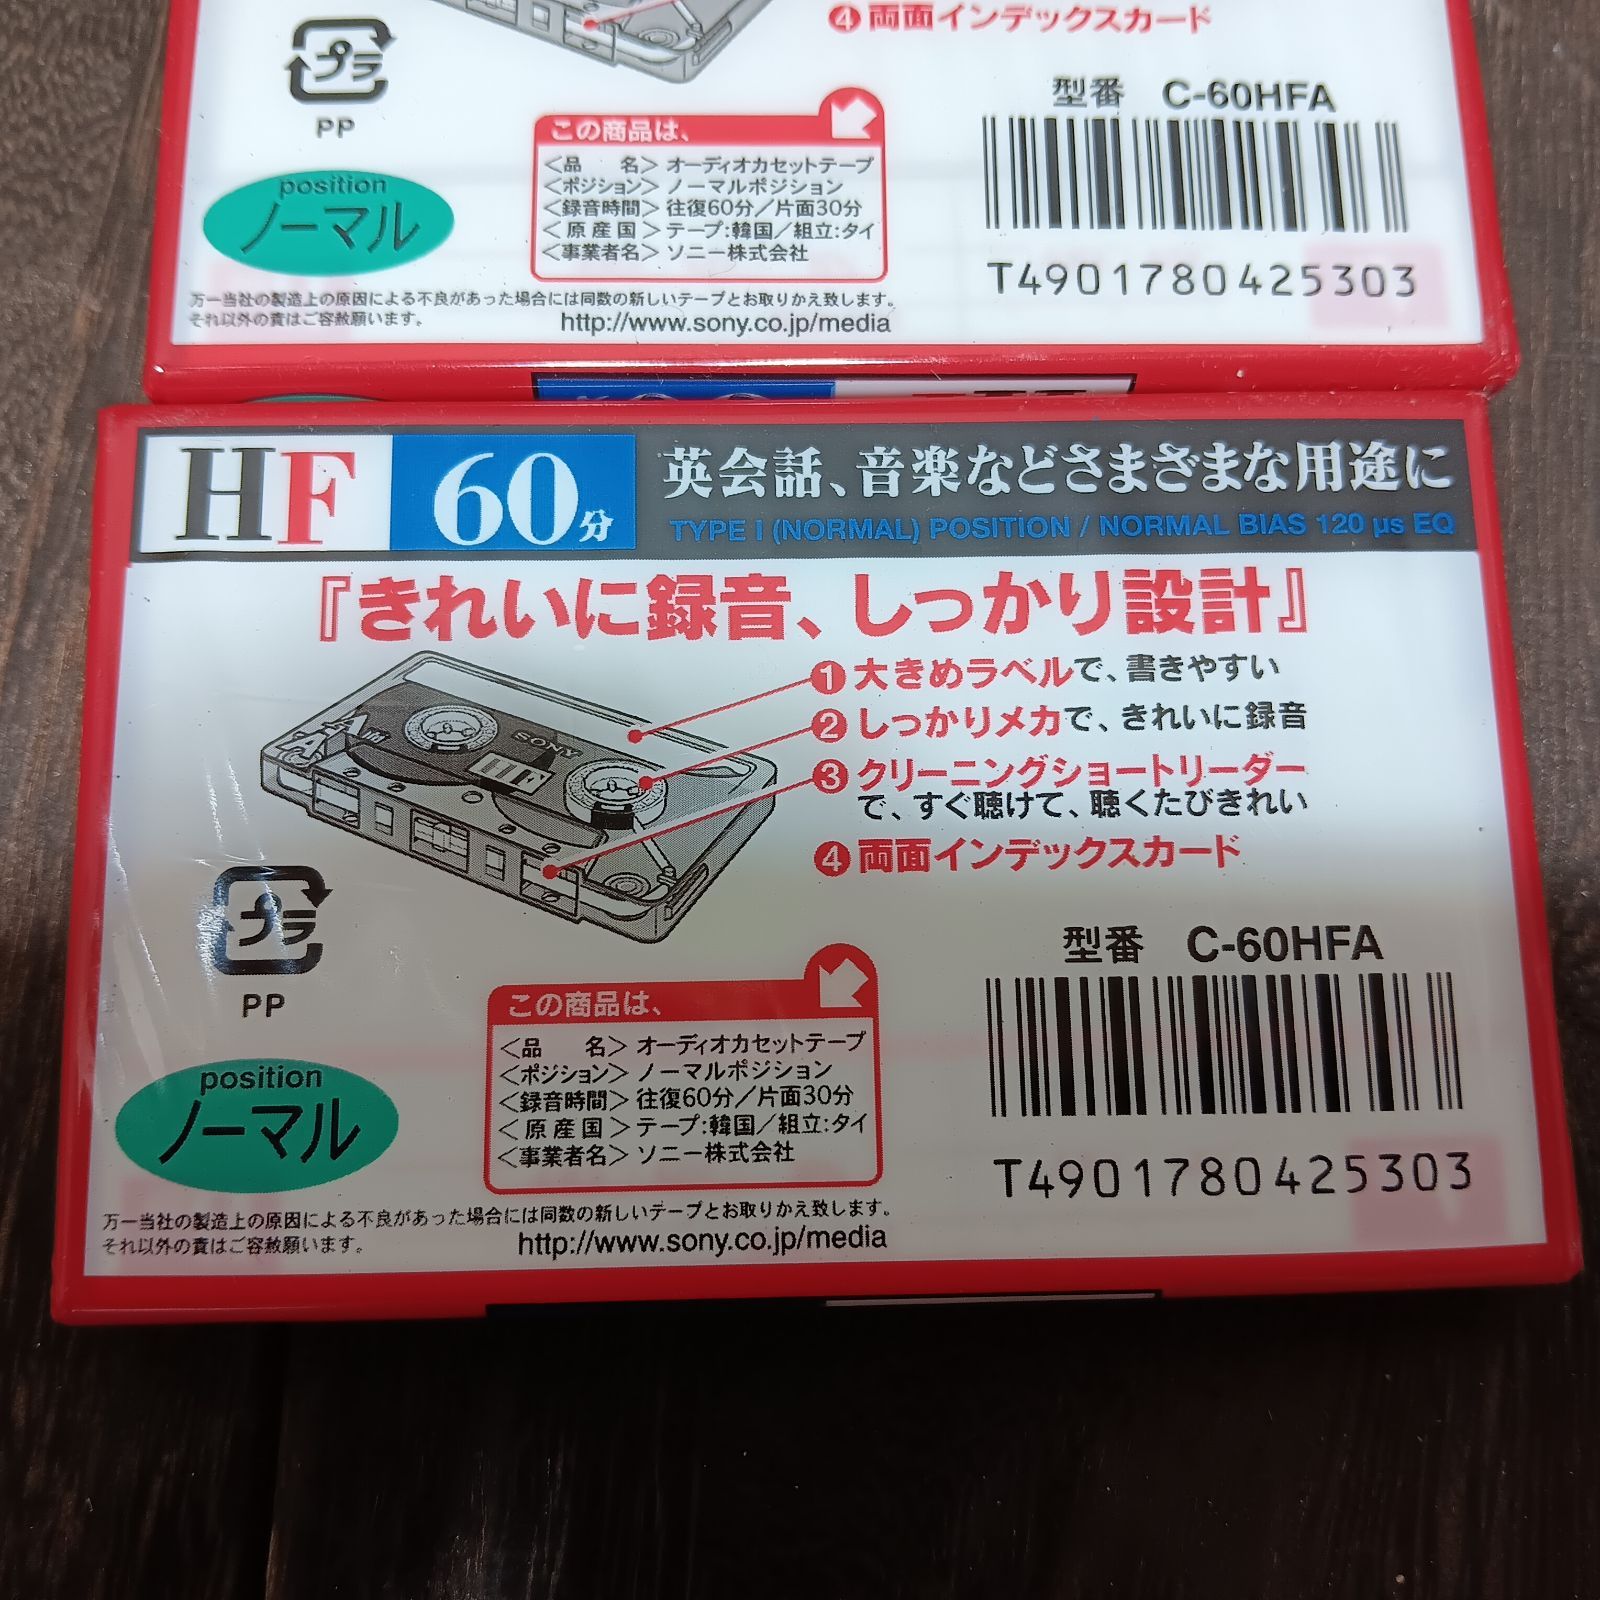 ④両面インデックスカード
プラ
PP
型番 C-60HFA
この商品は、
<品 名> オーディオカセットテープ
<ポジション> ノーマルポジション
<録音時間> 往復60分/片面30分
<原産国> テープ:韓国/組立:タイ
<事業者名> ソニー株式会社
position
ノーマル
T4901780425303
万一当社の製造上の原因による不良があった場合には同数の新しいテープとお取りかえ致します。
それ以外の責はご容赦願います。
http://www.sony.co.jp/media
HF 60分 英会話、音楽などさまざまな用途に
TYPE I (NORMAL) POSITION / NORMAL BIAS 120 µs EQ
『きれいに録音、しっかり設計』
①大きめラベルで、書きやすい
②しっかりメカで、きれいに録音
③クリーニングショートリーダー
で、すぐ聴けて、聴くたびきれい
④両面インデックスカード
A
SONY
HF
プラ
PP
型番 C-60HFA
この商品は、
<品 名> オーディオカセットテープ
<ポジション> ノーマルポジション
<録音時間> 往復60分/片面30分
<原産国> テープ:韓国/組立:タイ
<事業者名> ソニー株式会社
position
ノーマル
T4901780425303
万一当社の製造上の原因による不良があった場合には同数の新しいテープとお取りかえ致します。
それ以外の責はご容赦願います。
http://www.sony.co.jp/media